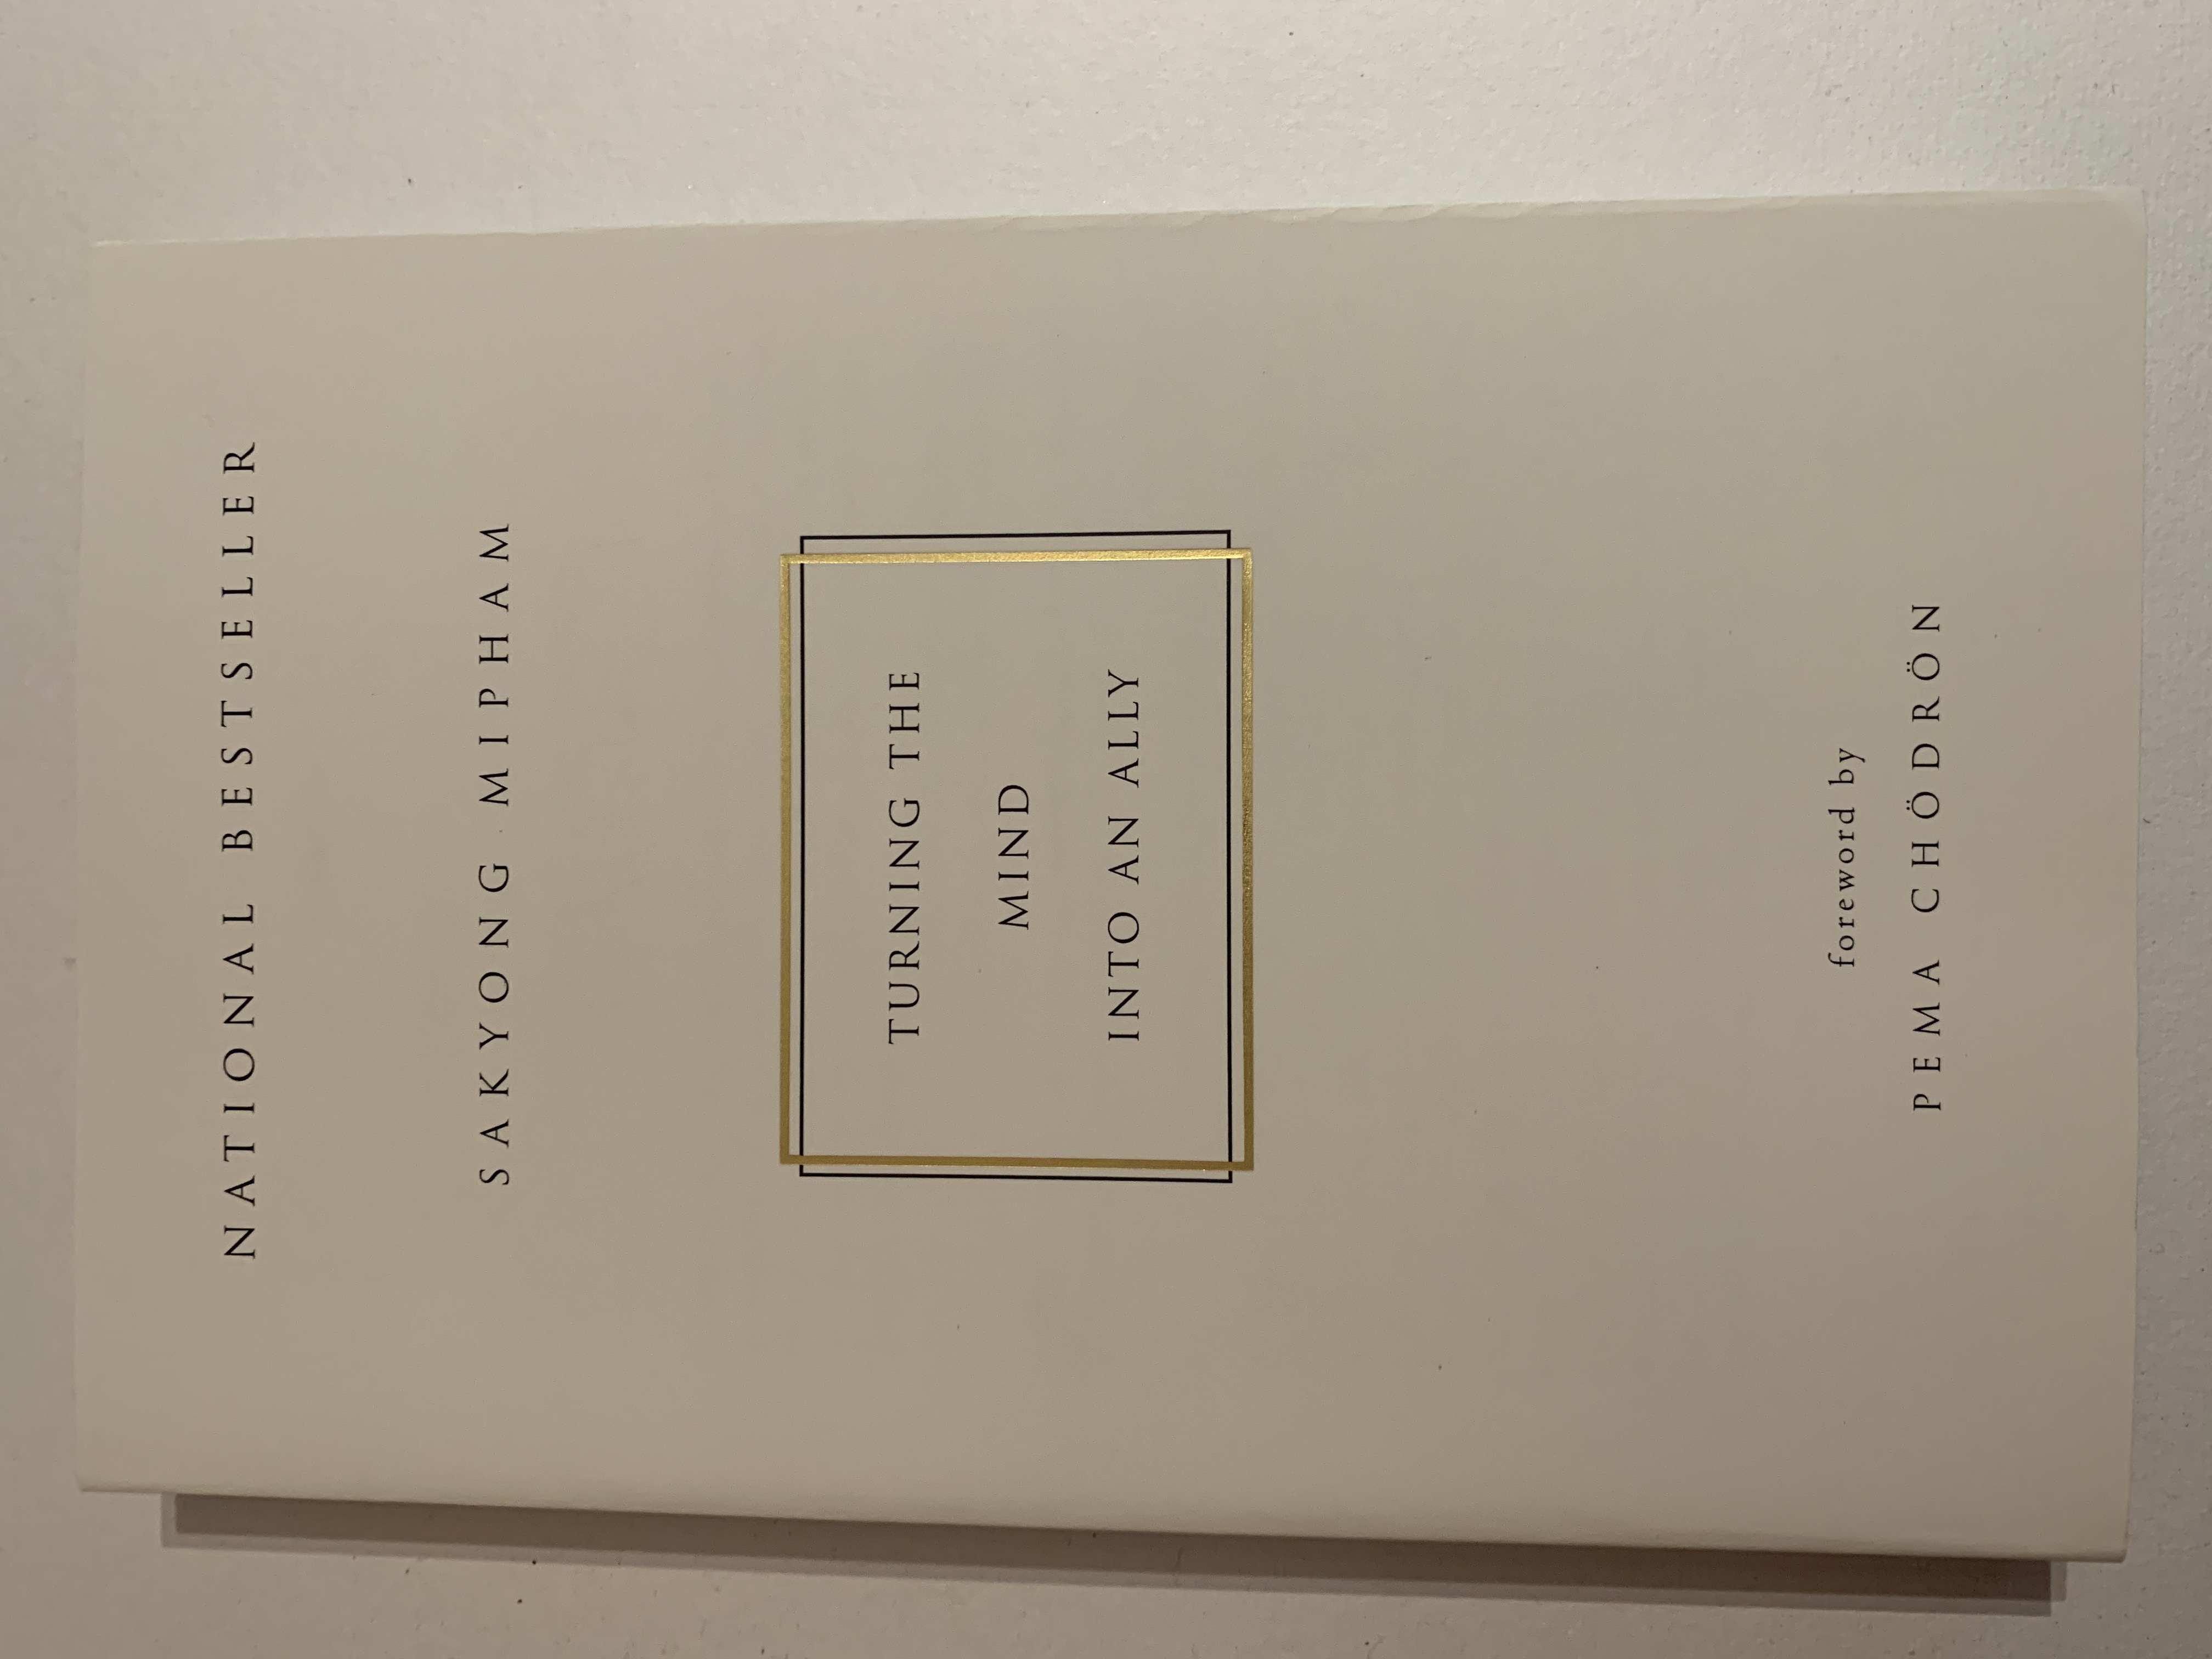 NATIONAL BESTSELLER
SAKYONG MIPHAM
TURNING THE
MIND
INTO AN ALLY
foreword by
PEMA CHÖDRÖN